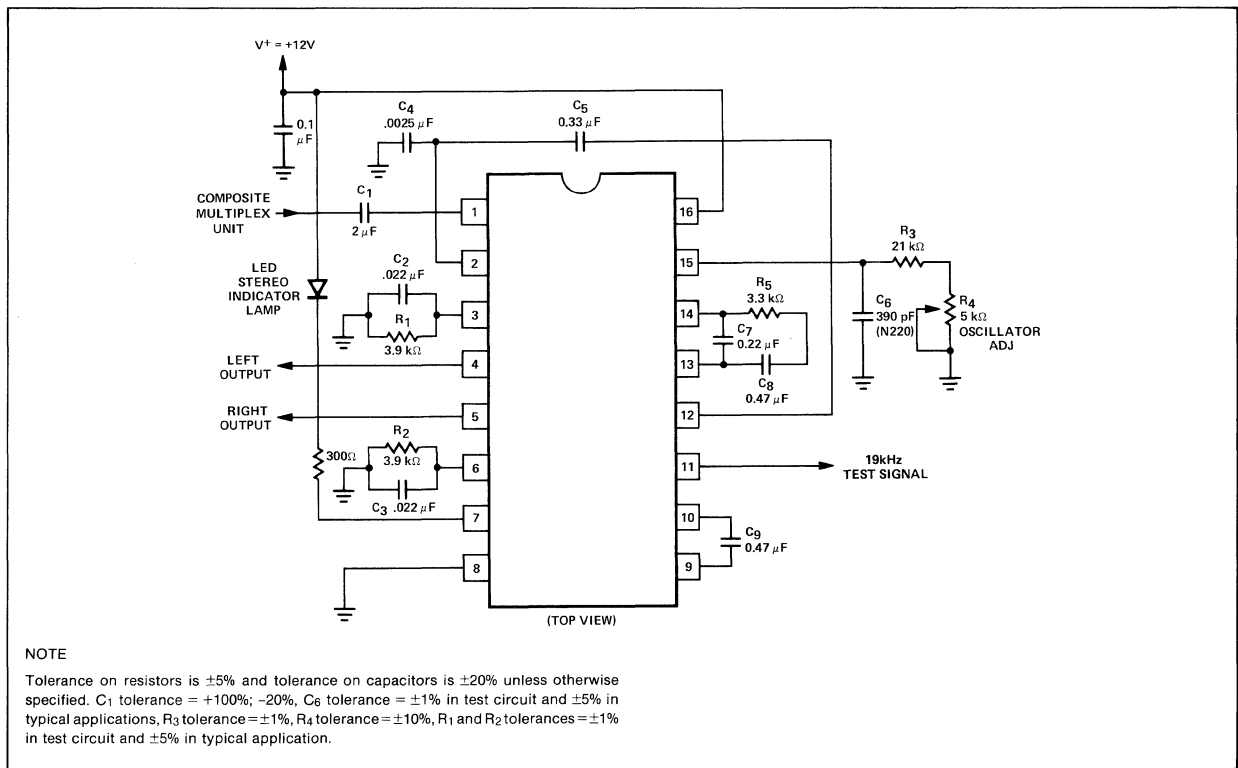 V+ = +12V
0.1
μF
C4
.0025 μF
C5
0.33 μF
COMPOSITE
MULTIPLEX
UNIT
C1
2 μF
LED
STEREO
INDICATOR
LAMP
C2
.022 μF
R1
3.9 kΩ
LEFT
OUTPUT
RIGHT
OUTPUT
300Ω
R2
3.9 kΩ
C3 .022 μF
1
2
3
4
5
6
7
8
16
15
14
13
12
11
10
9
(TOP VIEW)
R3
21 kΩ
C6
390 pF
(N220)
R4
5 kΩ
OSCILLATOR
ADJ
R5
3.3 kΩ
C7
0.22 μF
C8
0.47 μF
19kHz
TEST SIGNAL
C9
0.47 μF
NOTE
Tolerance on resistors is ±5% and tolerance on capacitors is ±20% unless otherwise
specified. C1 tolerance = +100%; -20%, C6 tolerance = ±1% in test circuit and ±5% in
typical applications, R3 tolerance=±1%, R4 tolerance=±10%, R1 and R2 tolerances=±1%
in test circuit and ±5% in typical application.